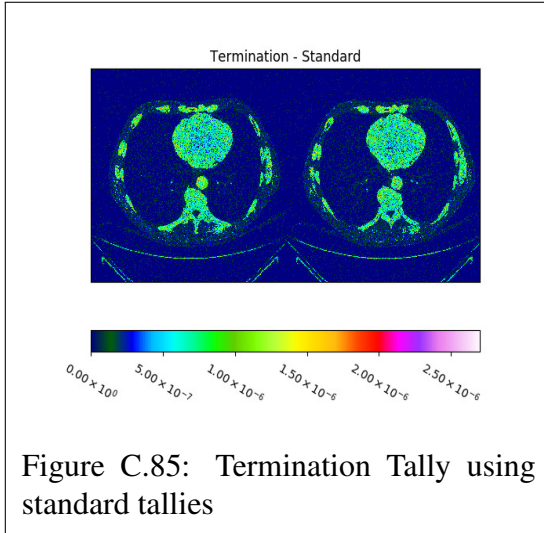 Termination - Standard
0.00 × 10⁰ 5.00 × 10⁻⁷ 1.00 × 10⁻⁶ 1.50 × 10⁻⁶ 2.00 × 10⁻⁶ 2.50 × 10⁻⁶
Figure C.85: Termination Tally using
standard tallies